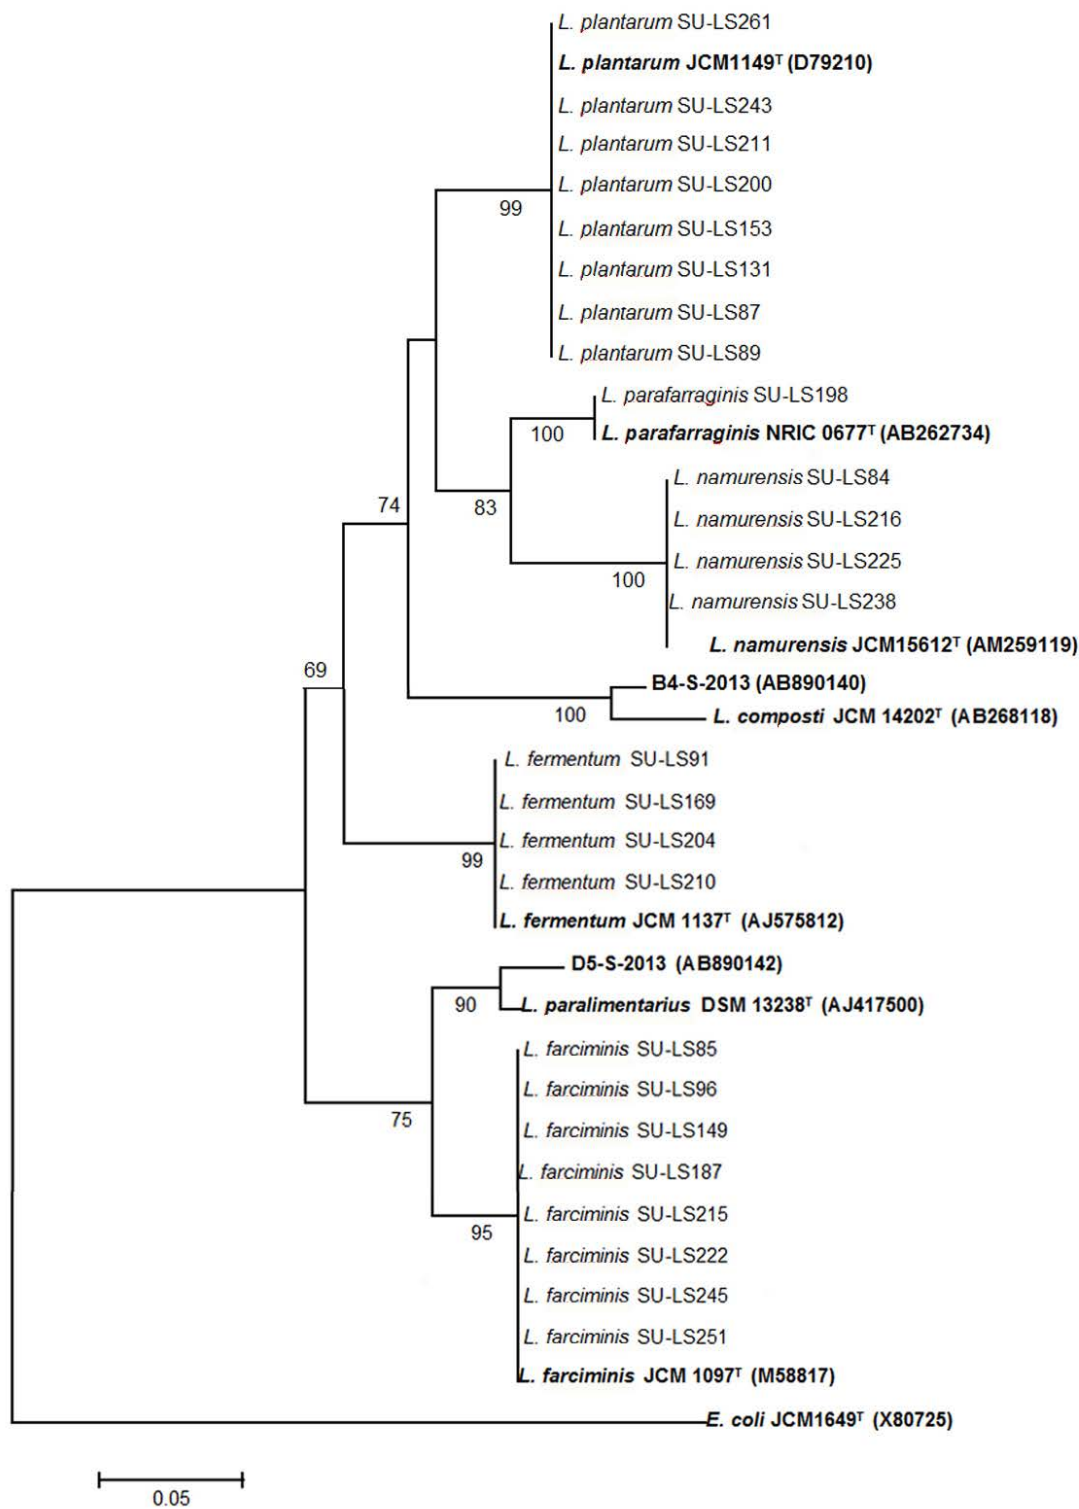 L. plantarum SU-LS261
L. plantarum JCM1149ᵀ (D79210)
L. plantarum SU-LS243
L. plantarum SU-LS211
L. plantarum SU-LS200
99
L. plantarum SU-LS153
L. plantarum SU-LS131
L. plantarum SU-LS87
L. plantarum SU-LS89
L. parafarraginis SU-LS198
100
L. parafarraginis NRIC 0677ᵀ (AB262734)
L. namurensis SU-LS84
74
83
L. namurensis SU-LS216
L. namurensis SU-LS225
100
L. namurensis SU-LS238
L. namurensis JCM15612ᵀ (AM259119)
69
B4-S-2013 (AB890140)
100
L. composti JCM 14202ᵀ (AB268118)
L. fermentum SU-LS91
L. fermentum SU-LS169
L. fermentum SU-LS204
99
L. fermentum SU-LS210
L. fermentum JCM 1137ᵀ (AJ575812)
D5-S-2013 (AB890142)
90
L. paralimentarius DSM 13238ᵀ (AJ417500)
L. farciminis SU-LS85
L. farciminis SU-LS96
75
L. farciminis SU-LS149
L. farciminis SU-LS187
L. farciminis SU-LS215
95
L. farciminis SU-LS222
L. farciminis SU-LS245
L. farciminis SU-LS251
L. farciminis JCM 1097ᵀ (M58817)
E. coli JCM1649ᵀ (X80725)
0.05